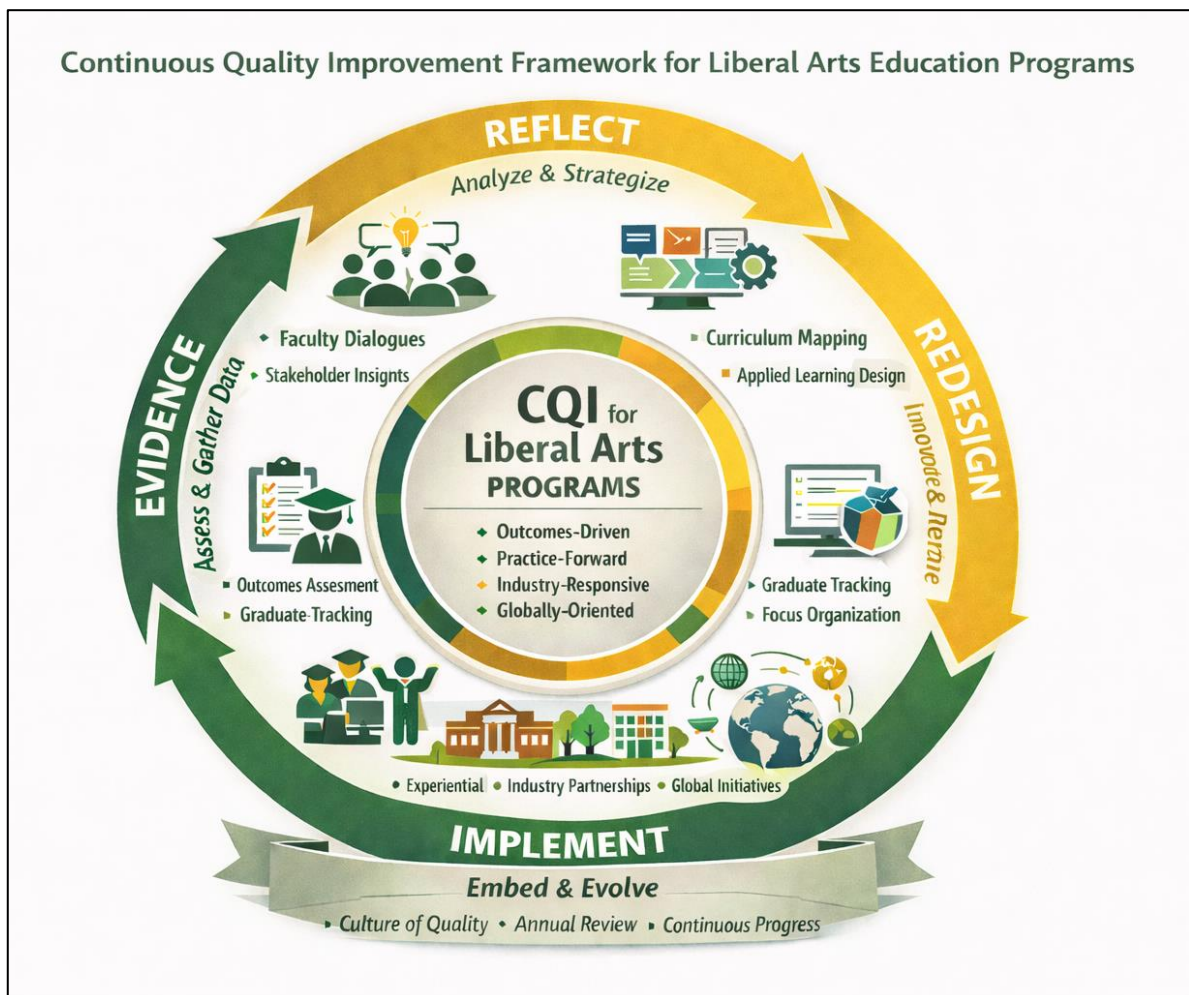 Continuous Quality Improvement Framework for Liberal Arts Education Programs
REFLECT
Analyze & Strategize
EVIDENCE
Assess & Gather Data
REDESIGN
Innovode & Rerine
Faculty Dialogues
Stakeholder Insignts
Curriculum Mapping
Applied Learning Design
CQI for
Liberal Arts
PROGRAMS
Outcomes-Driven
Practice-Forward
Industry-Responsive
Globally-Oriented
Outcomes Assesment
Graduate-Tracking
Graduate Tracking
Focus Organization
• Experiential • Industry Partnerships • Global Initiatives
IMPLEMENT
Embed & Evolve
Culture of Quality • Annual Review • Continuous Progress